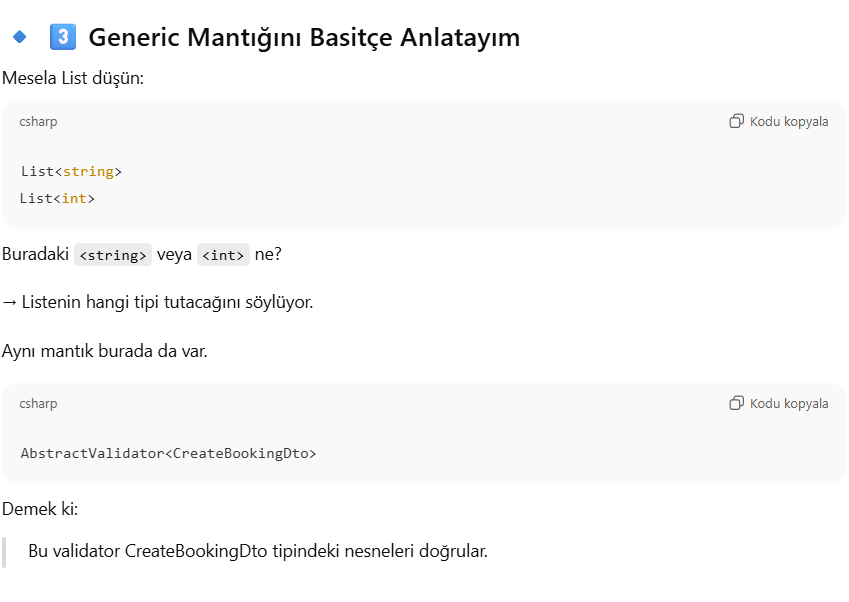 🔹 3️⃣ Generic Mantığını Basitçe Anlatayım
Mesela List düşün:
csharp
Kodu kopyala
List<string>
List<int>
Buradaki <string> veya <int> ne?
→ Listenin hangi tipi tutacağını söylüyor.
Aynı mantık burada da var.
csharp
Kodu kopyala
AbstractValidator<CreateBookingDto>
Demek ki:
Bu validator CreateBookingDto tipindeki nesneleri doğrular.